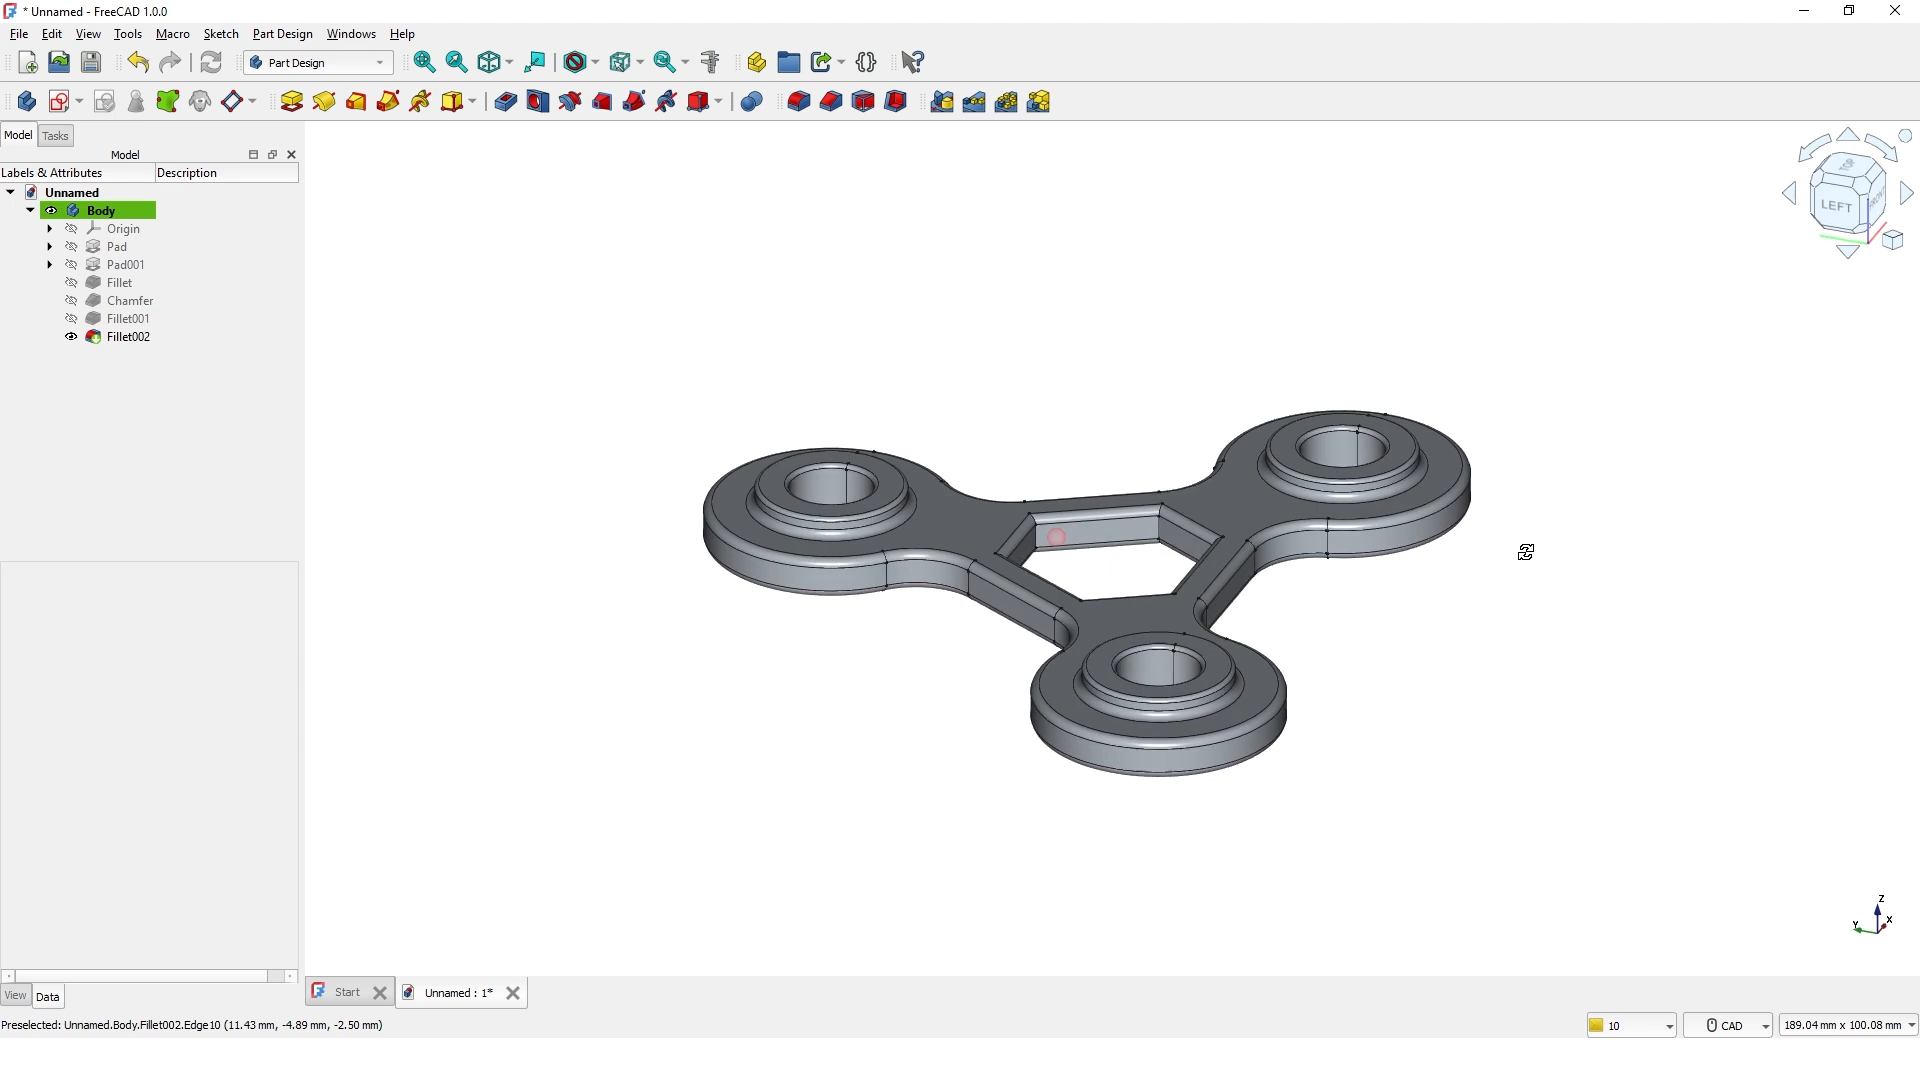 * Unnamed - FreeCAD 1.0.0
File Edit View Tools Macro Sketch Part Design Windows Help
Part Design
Model Tasks
Model
Labels & Attributes Description
Unnamed
Body
Origin
Pad
Pad001
Fillet
Chamfer
Fillet001
Fillet002
TOP
LEFT
FRONT
Z
Y
X
View Data
Start
Unnamed : 1*
Preselected: Unnamed.Body.Fillet002.Edge10 (11.43 mm, -4.89 mm, -2.50 mm)
10
CAD
189.04 mm x 100.08 mm